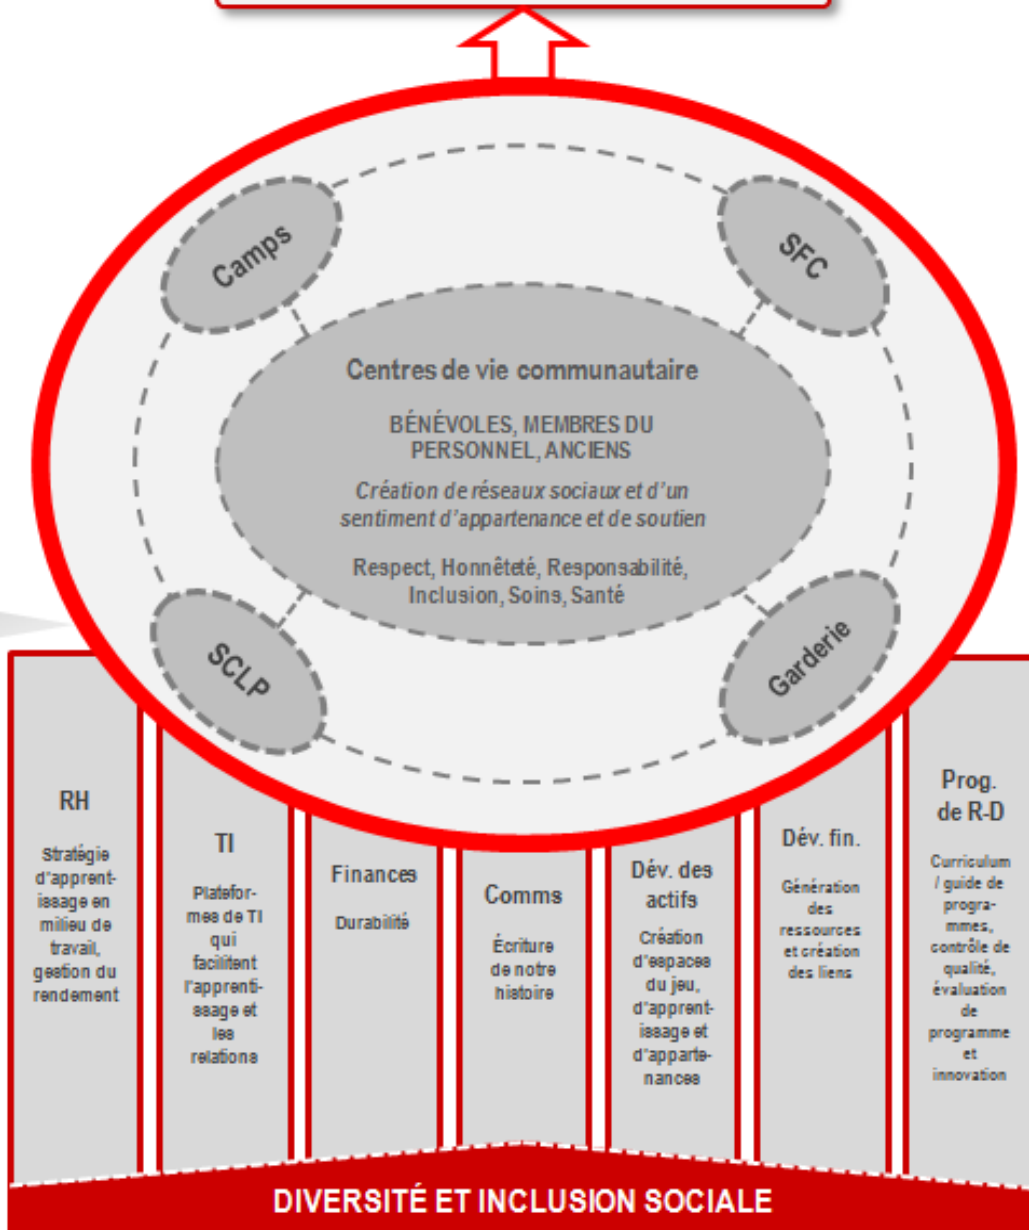 Camps
SFC
Centres de vie communautaire
BÉNÉVOLES, MEMBRES DU
PERSONNEL, ANCIENS
Création de réseaux sociaux et d'un
sentiment d'appartenance et de soutien
Respect, Honnêteté, Responsabilité,
Inclusion, Soins, Santé
SCLP
Garderie
RH
Stratégie
d'apprent-
issage en
milieu de
travail,
gestion du
rendement
TI
Platefor-
mes de TI
qui
facilitent
l'apprenti-
ssage et
les
relations
Finances
Durabilité
Comms
Écriture
de notre
histoire
Dév. des
actifs
Création
d'espaces
du jeu,
d'apprent-
issage et
d'apparte-
nances
Dév. fin.
Génération
des
ressources
et création
des liens
Prog.
de R-D
Curriculum
/ guide de
progra-
mmes,
contrôle de
qualité,
évaluation
de
programme
et
innovation
DIVERSITÉ ET INCLUSION SOCIALE